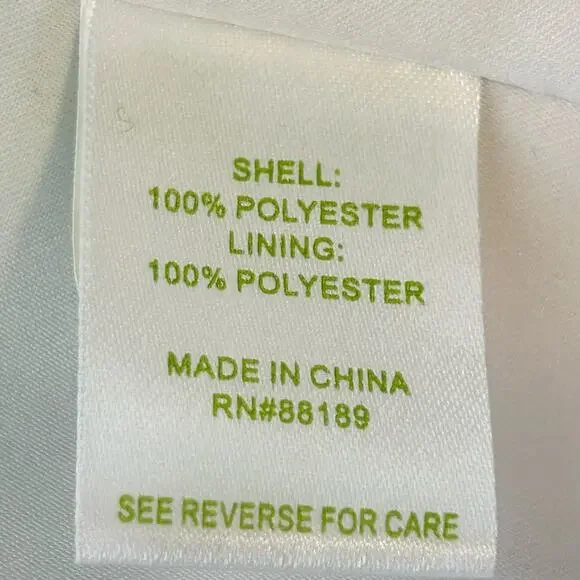 SHELL:
100% POLYESTER
LINING:
100% POLYESTER
MADE IN CHINA
RN#88189
SEE REVERSE FOR CARE